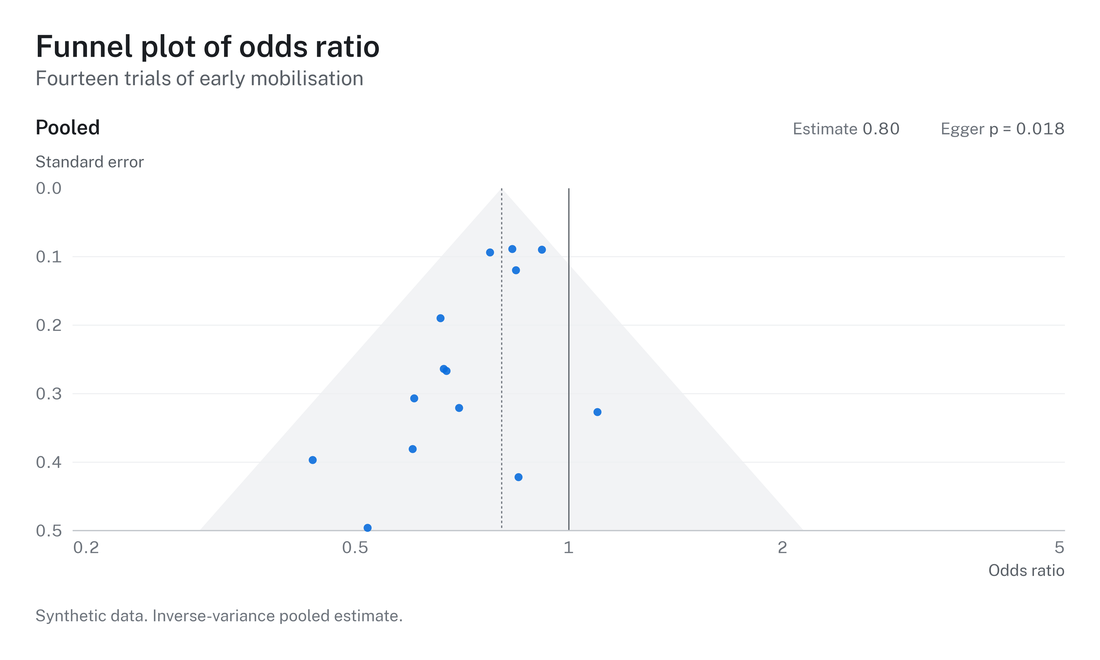 Funnel plot of odds ratio
Fourteen trials of early mobilisation
Pooled
Estimate 0.80
Egger p = 0.018
Standard error
0.0
0.1
0.2
0.3
0.4
0.5
0.2 0.5 1 2 5
Odds ratio
Synthetic data. Inverse-variance pooled estimate.